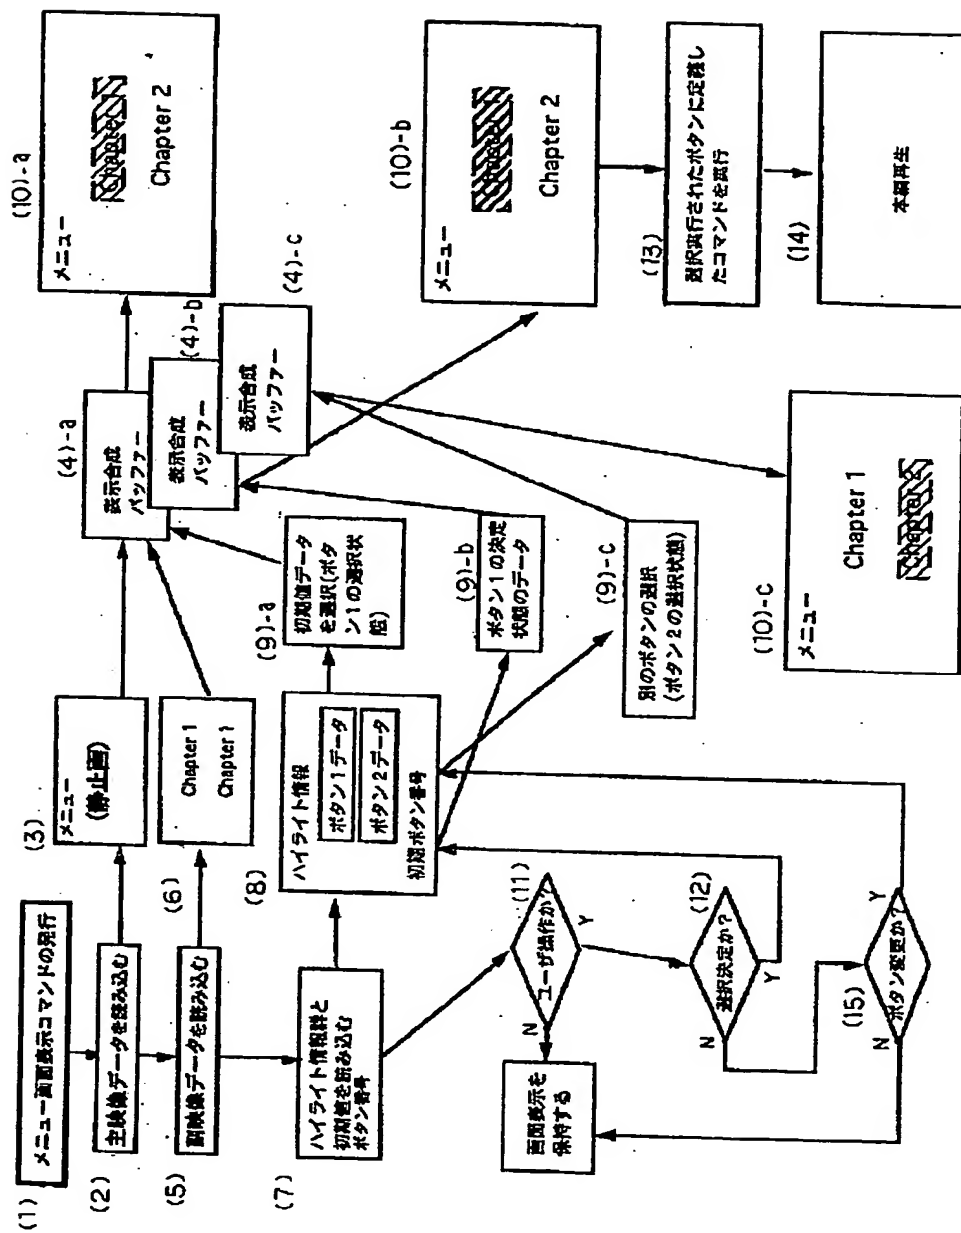 (1)
メニュー画面表示コマンドの発行
(2)
主映像データを読み込む
(3)
メニュー
(静止画)
(4)-a
表示合成
バッファー
(10)-a
メニュー
Chapter 1
Chapter 2
(5)
副映像データを読み込む
(6)
Chapter 1
Chapter 1
(4)-b
表示合成
バッファー
(4)-c
表示合成
バッファー
(7)
ハイライト情報群と
初期値を読み込む
ボタン番号
(8)
ハイライト情報
ボタン1データ
ボタン2データ
初期ボタン番号
(9)-a
初期値データ
を選択(ボタ
ン1の選択状
態)
(10)-b
メニュー
Chapter 2
(9)-b
ボタン1の決定
状態のデータ
(9)-c
別のボタンの選択
(ボタン2の選択状態)
(11)
ユーザ操作か?
N
Y
画面表示を
保持する
(12)
選択決定か?
N
Y
(13)
選択実行されたボタンに定義し
たコマンドを実行
(15)
ボタン変更か?
N
Y
(10)-c
メニュー
Chapter 1
Chapter 2
(14)
本編再生